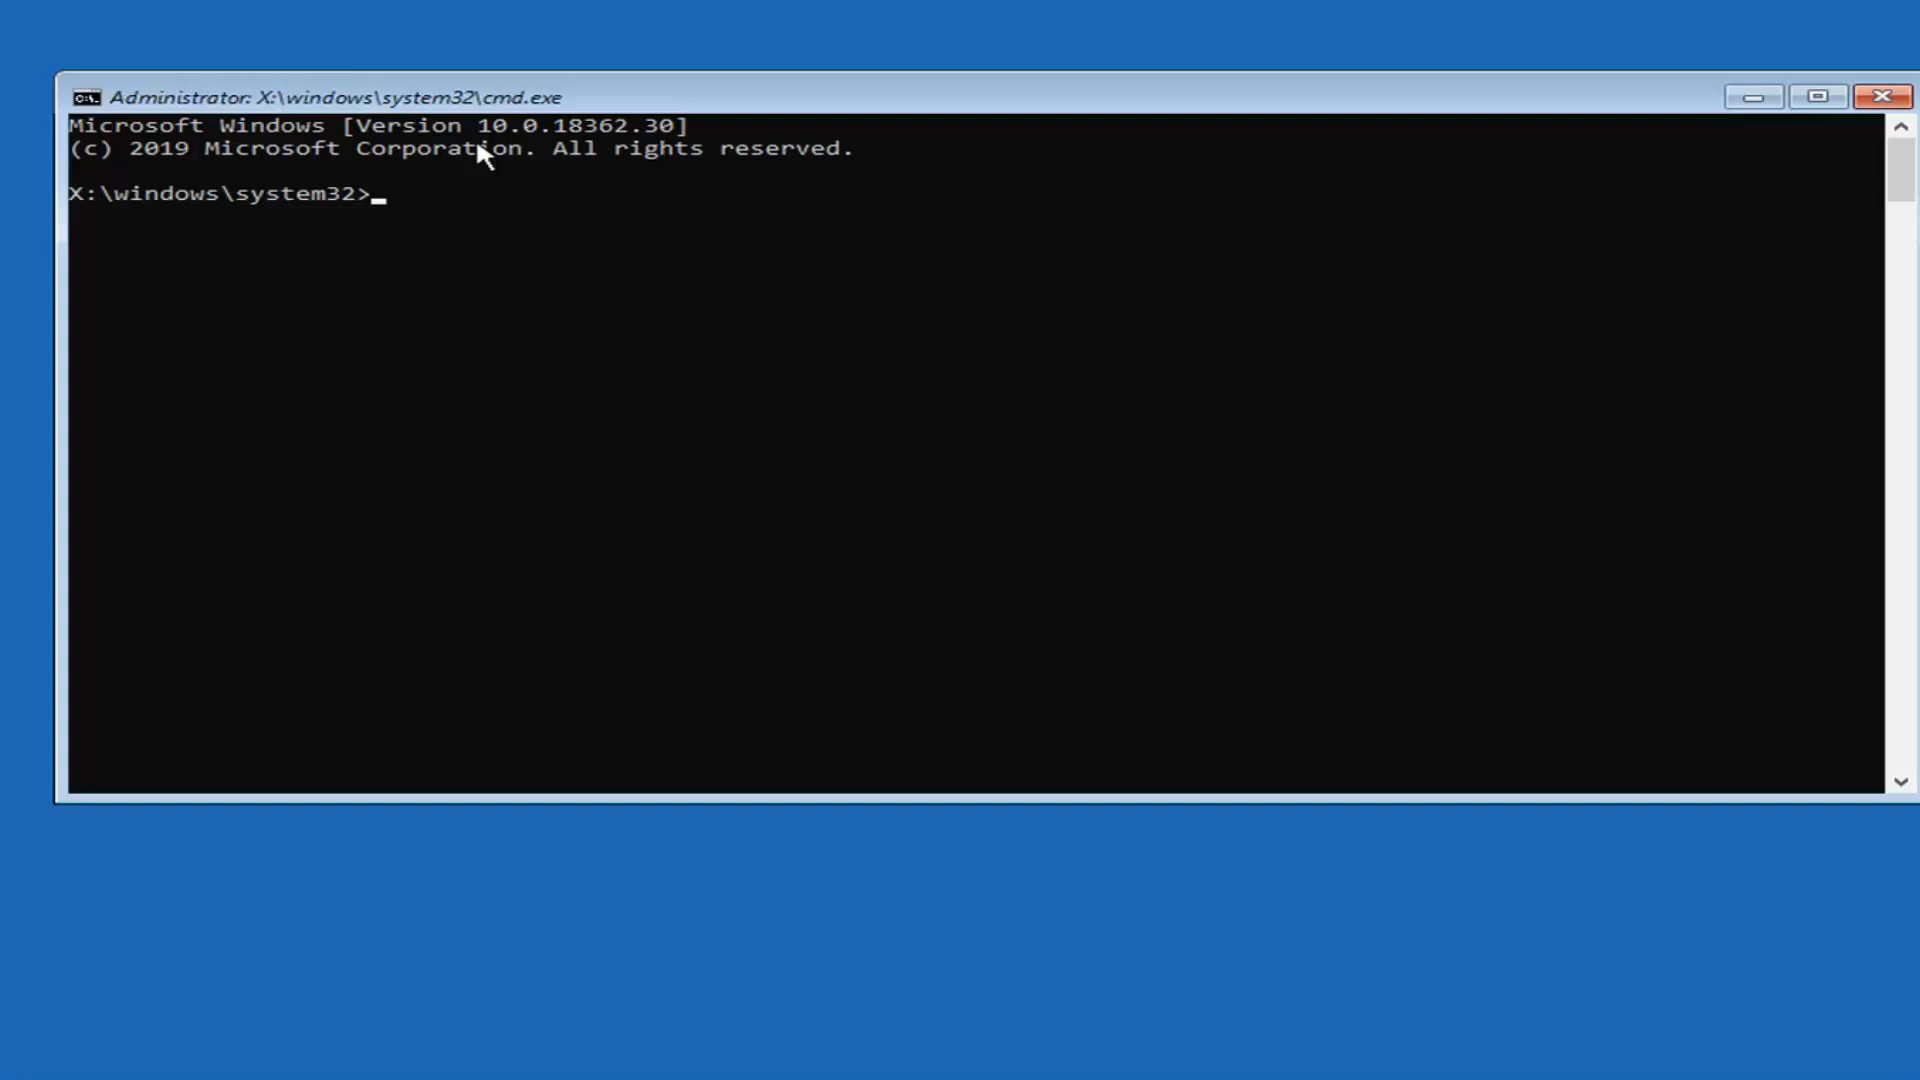 Administrator: X:\windows\system32\cmd.exe
Microsoft Windows [Version 10.0.18362.30]
(c) 2019 Microsoft Corporation. All rights reserved.
X:\windows\system32>